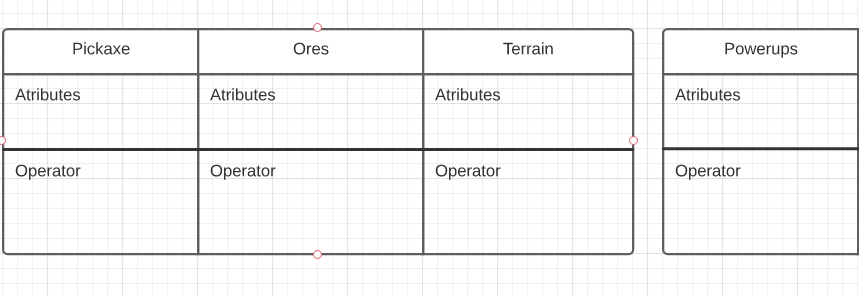 Pickaxe
Ores
Terrain
Powerups
Atributes
Atributes
Atributes
Atributes
Operator
Operator
Operator
Operator